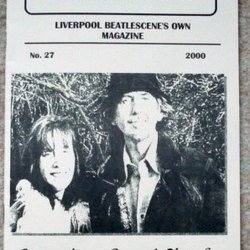 LIVERPOOL BEATLESCENE'S OWN
MAGAZINE
No. 27 2000